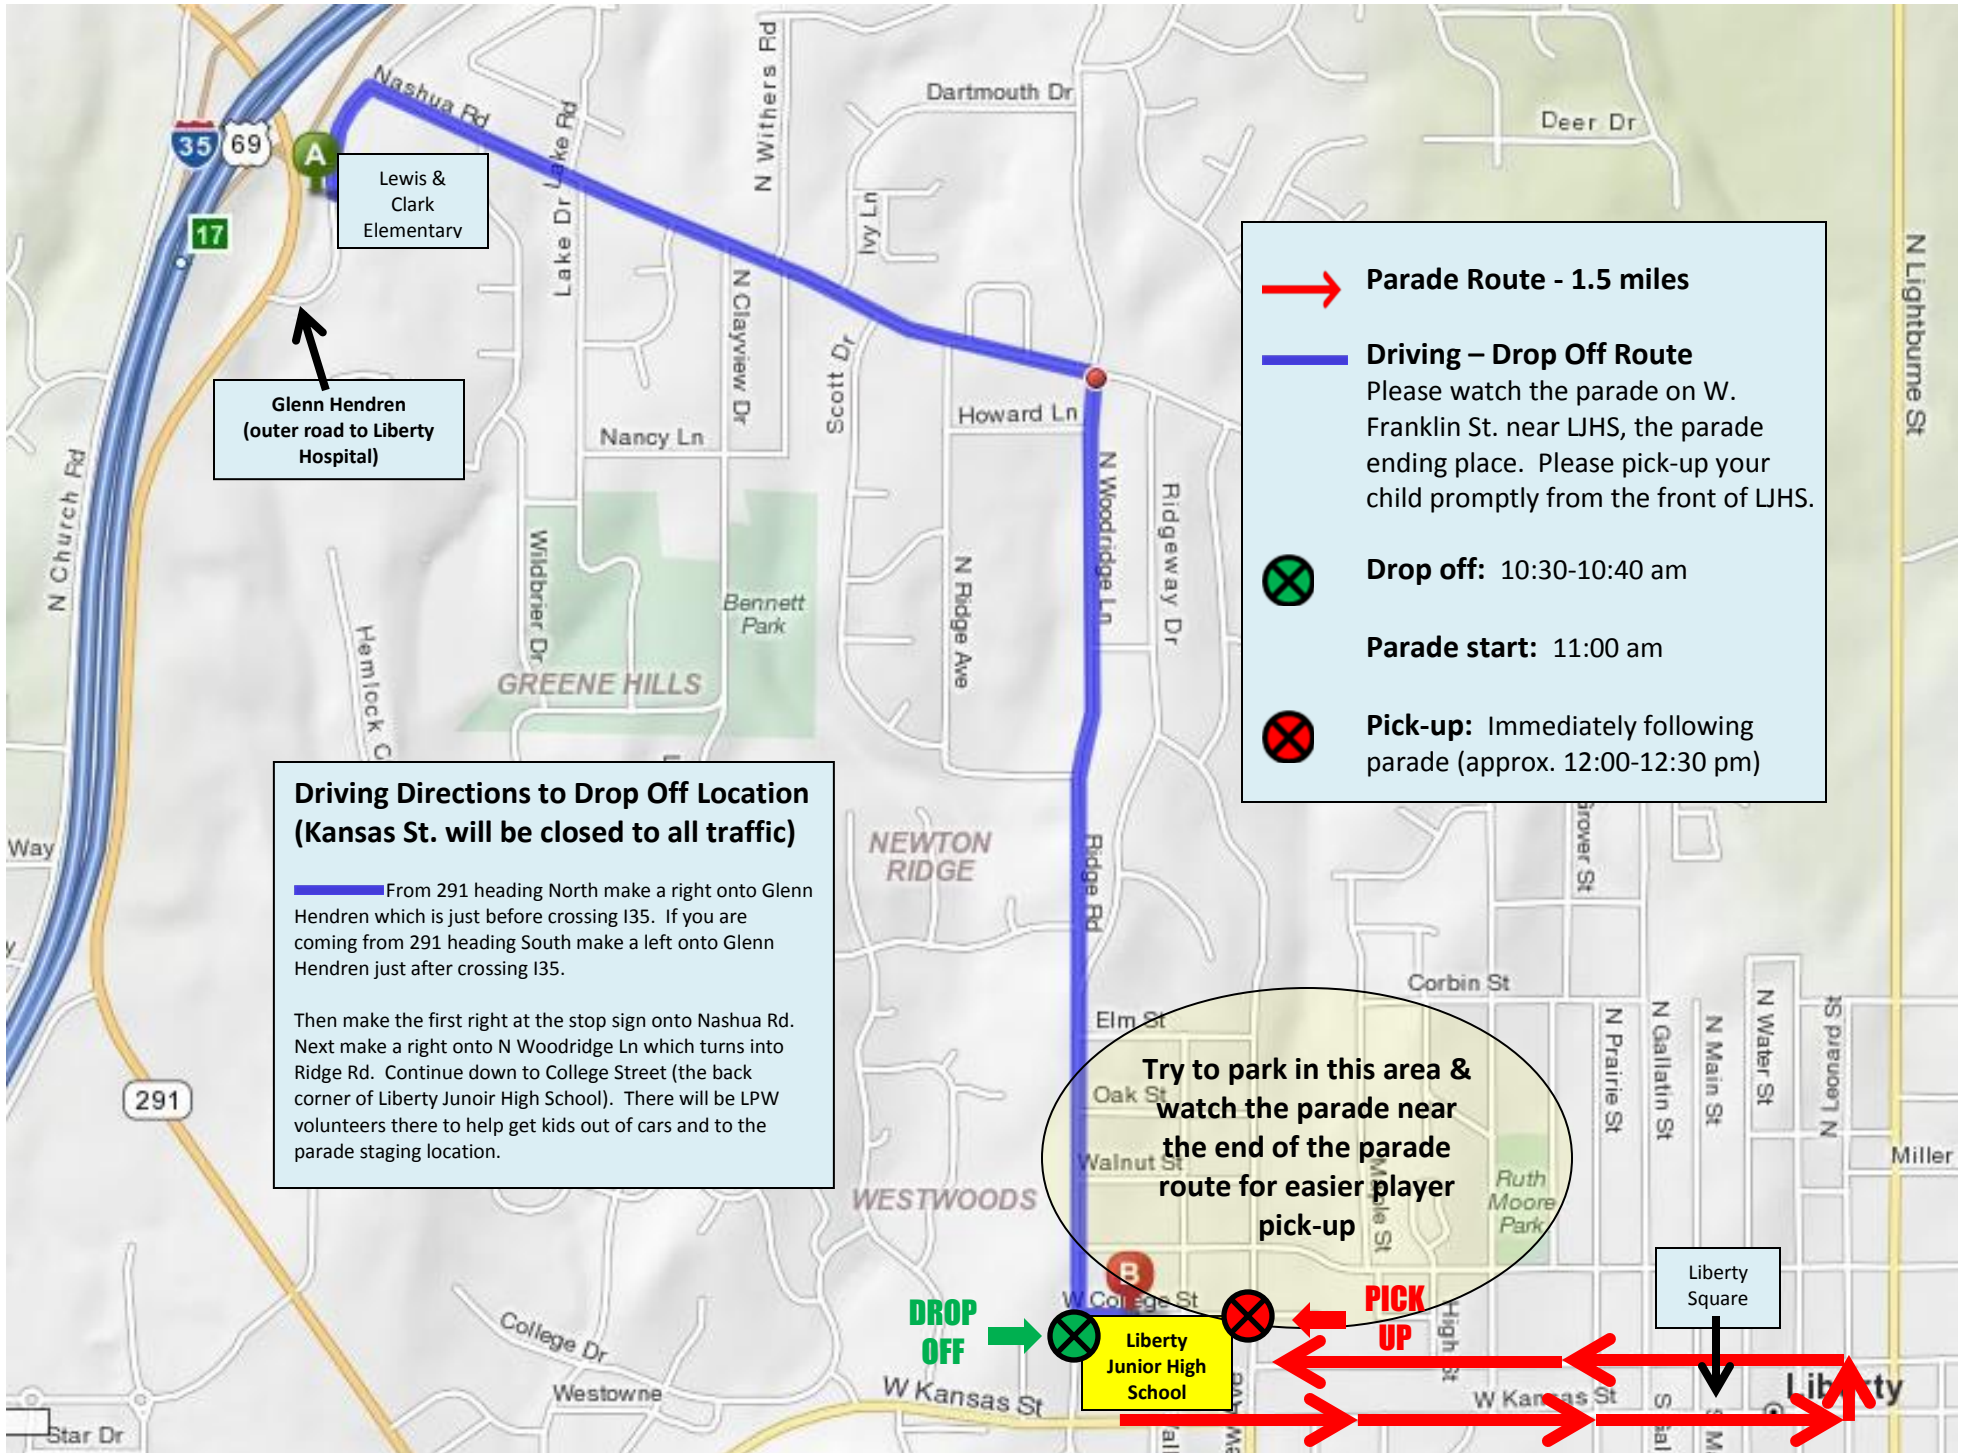 Nashua Rd
N Withers Rd
Dartmouth Dr
Deer Dr
35
69
A
Lewis &
Clark
Elementary
17
Lake Dr
Lake Rd
Ivy Ln
N Clayview Dr
Scott Dr
N Lightburne St
Parade Route - 1.5 miles
Driving – Drop Off Route
Please watch the parade on W.
Franklin St. near LJHS, the parade
ending place.  Please pick-up your
child promptly from the front of LJHS.
Drop off:  10:30-10:40 am
Parade start:  11:00 am
Pick-up:  Immediately following
parade (approx. 12:00-12:30 pm)
Glenn Hendren
(outer road to Liberty
Hospital)
Nancy Ln
Howard Ln
N Church Rd
N Woodridge Ln
Ridgeway Dr
Wildbrier Dr
Bennett
Park
N Ridge Ave
Hemlock C
GREENE HILLS
Driving Directions to Drop Off Location
(Kansas St. will be closed to all traffic)
From 291 heading North make a right onto Glenn
Hendren which is just before crossing I35.  If you are
coming from 291 heading South make a left onto Glenn
Hendren just after crossing I35.
Then make the first right at the stop sign onto Nashua Rd.
Next make a right onto N Woodridge Ln which turns into
Ridge Rd.  Continue down to College Street (the back
corner of Liberty Junoir High School).  There will be LPW
volunteers there to help get kids out of cars and to the
parade staging location.
Way
NEWTON
RIDGE
Ridge Rd
Grover St
Corbin St
Elm St
Oak St
Walnut St
Try to park in this area &
watch the parade near
the end of the parade
route for easier player
pick-up
Maple St
Ruth
Moore
Park
N Prairie St
N Gallatin St
N Main St
N Water St
N Leonard St
Miller
291
WESTWOODS
B
W College St
DROP
OFF
PICK
UP
High St
Liberty
Square
Liberty
Junior High
School
College Dr
Westowne
W Kansas St
W Kansas St
Liberty
Star Dr